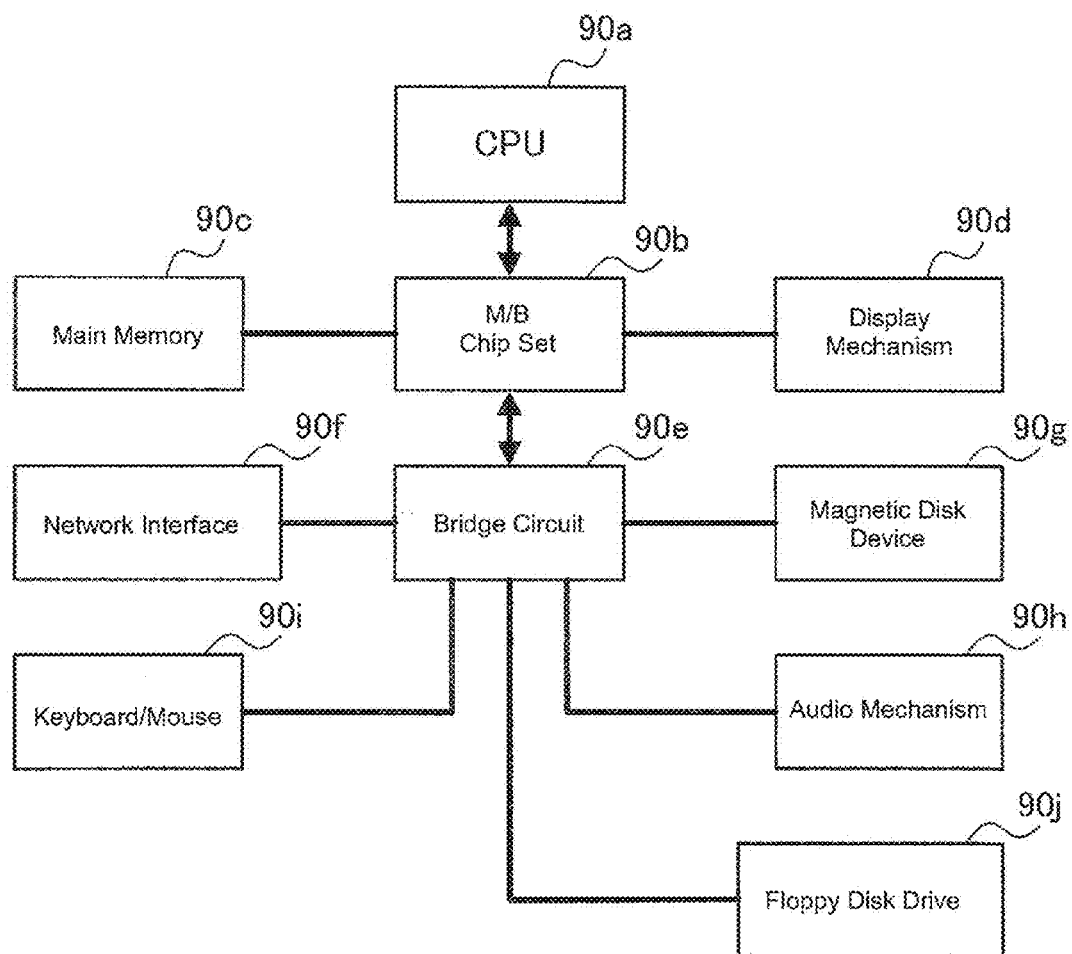 90a
CPU
90c
90b
90d
Main Memory
M/B
Chip Set
Display
Mechanism
90f
90e
90g
Network Interface
Bridge Circuit
Magnetic Disk
Device
90i
90h
Keyboard/Mouse
Audio Mechanism
90j
Floppy Disk Drive